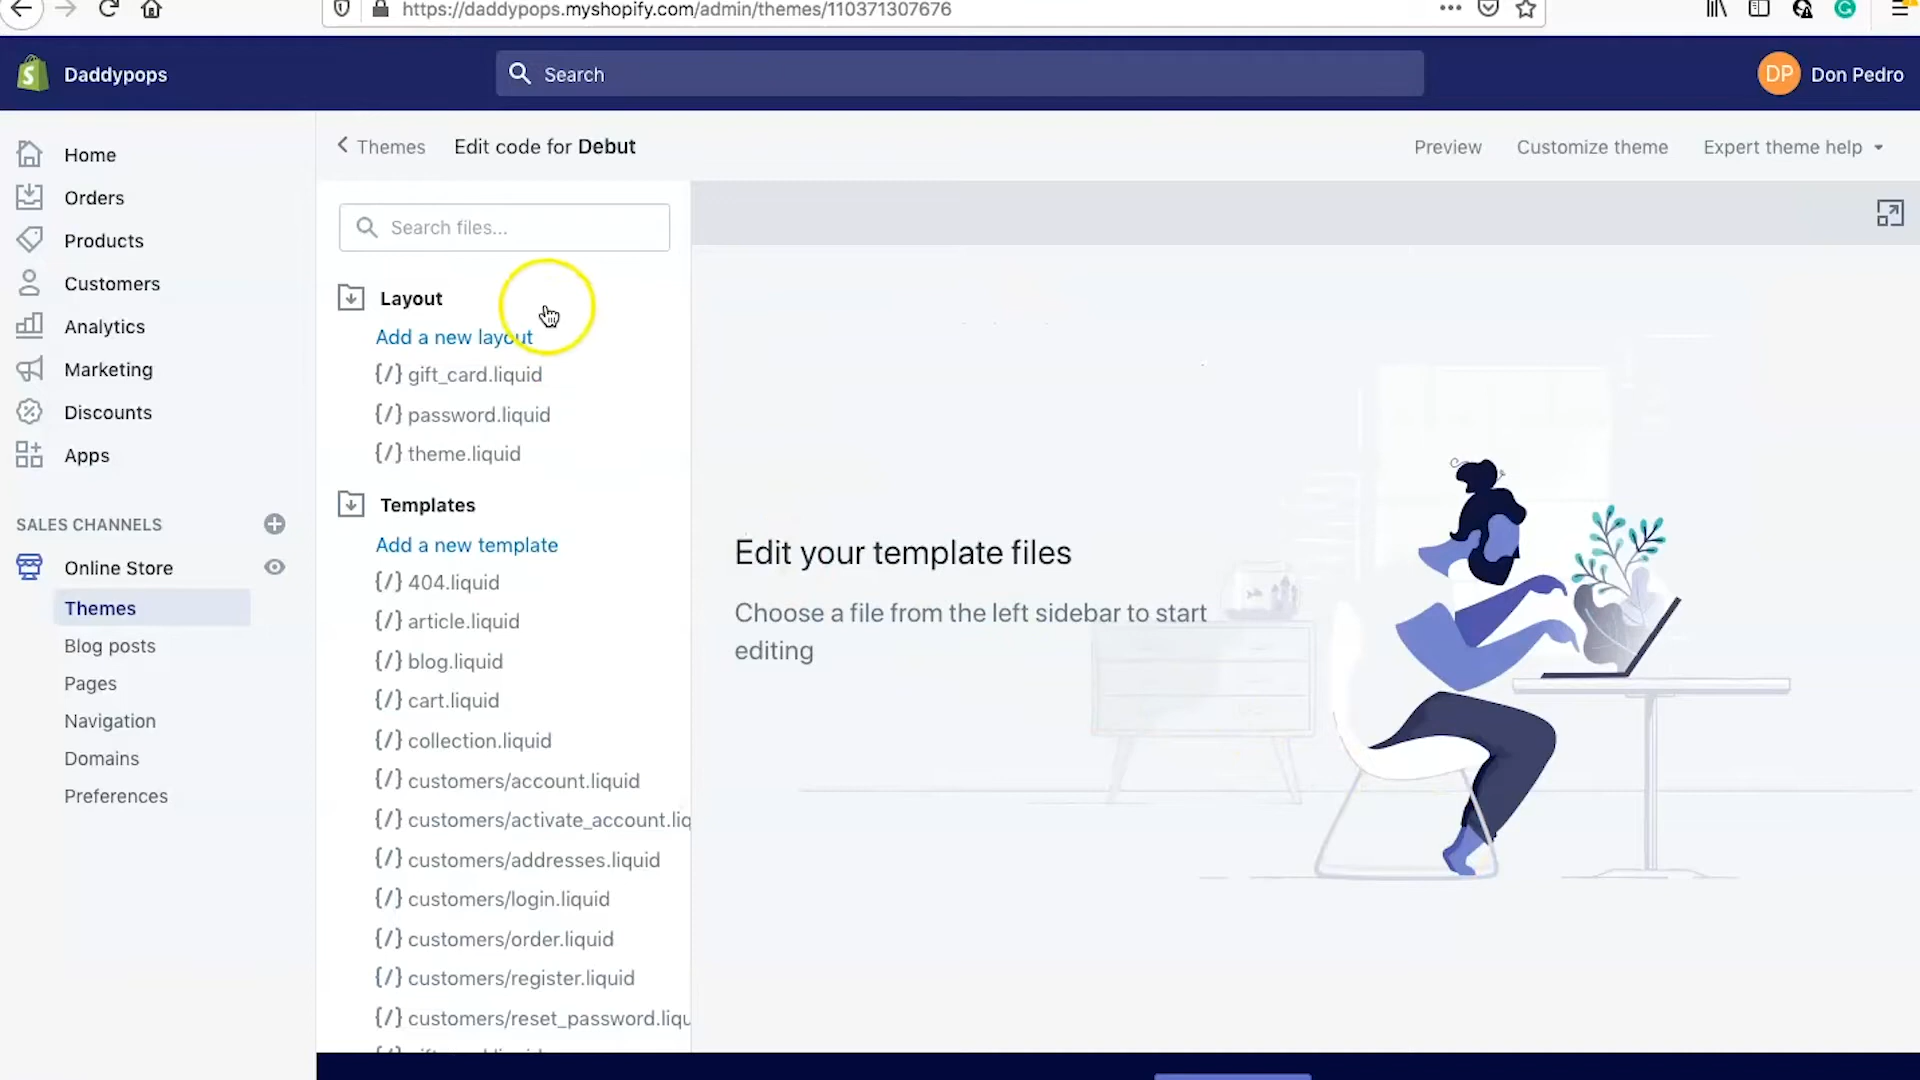 https://daddypops.myshopify.com/admin/themes/110371307676
Daddypops
Search
DP
Don Pedro
Home
Orders
Products
Customers
Analytics
Marketing
Discounts
Apps
SALES CHANNELS
Online Store
Themes
Blog posts
Pages
Navigation
Domains
Preferences
Themes
Edit code for Debut
Preview
Customize theme
Expert theme help
Search files...
Layout
Add a new layout
{/} gift_card.liquid
{/} password.liquid
{/} theme.liquid
Templates
Add a new template
{/} 404.liquid
{/} article.liquid
{/} blog.liquid
{/} cart.liquid
{/} collection.liquid
{/} customers/account.liquid
{/} customers/activate_account.liq
{/} customers/addresses.liquid
{/} customers/login.liquid
{/} customers/order.liquid
{/} customers/register.liquid
{/} customers/reset_password.liqu
Edit your template files
Choose a file from the left sidebar to start
editing